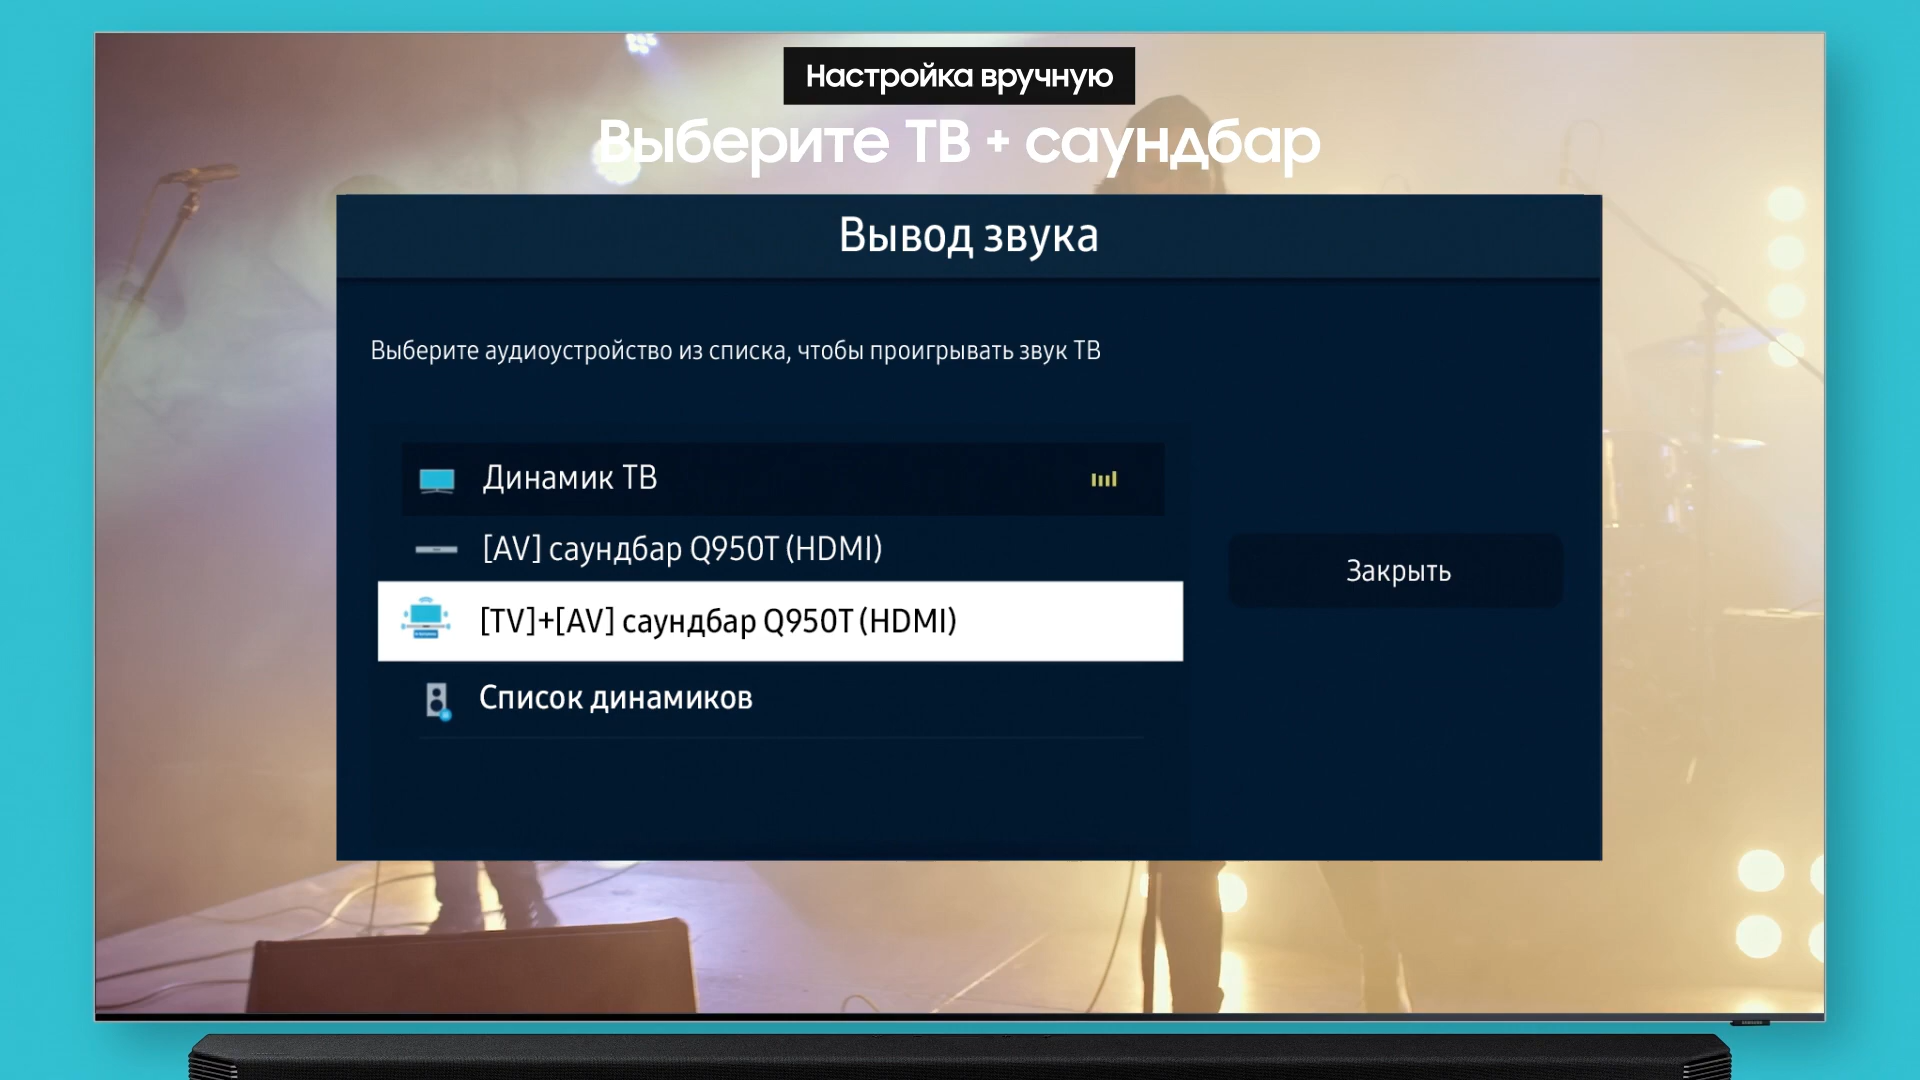 Настройка вручную
Выберите ТВ + саундбар
Вывод звука
Выберите аудиоустройство из списка, чтобы проигрывать звук ТВ
Динамик ТВ
[AV] саундбар Q950T (HDMI)
[TV]+[AV] саундбар Q950T (HDMI)
Закрыть
Список динамиков